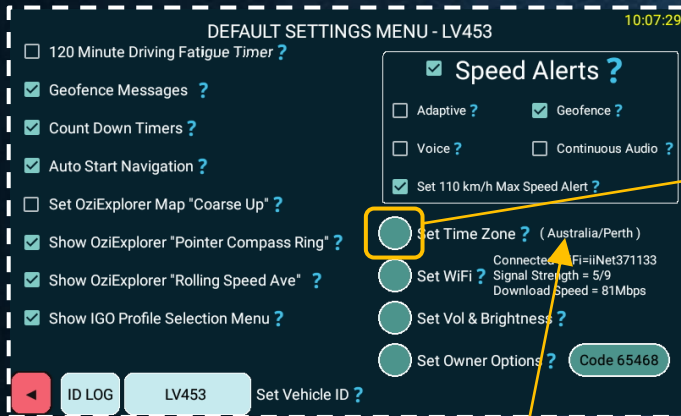 10:07:29
DEFAULT SETTINGS MENU - LV453
120 Minute Driving Fatigue Timer ?
Geofence Messages ?
Count Down Timers ?
Auto Start Navigation ?
Set OziExplorer Map "Coarse Up" ?
Show OziExplorer "Pointer Compass Ring" ?
Show OziExplorer "Rolling Speed Ave" ?
Show IGO Profile Selection Menu ?
Speed Alerts ?
Adaptive ? Geofence ?
Voice ? Continuous Audio ?
Set 110 km/h Max Speed Alert ?
Set Time Zone ? ( Australia/Perth )
Set WiFi ?
Connected WiFi=iiNet371133
Signal Strength = 5/9
Download Speed = 81Mbps
Set Vol & Brightness ?
Set Owner Options ? Code 65468
ID LOG LV453 Set Vehicle ID ?